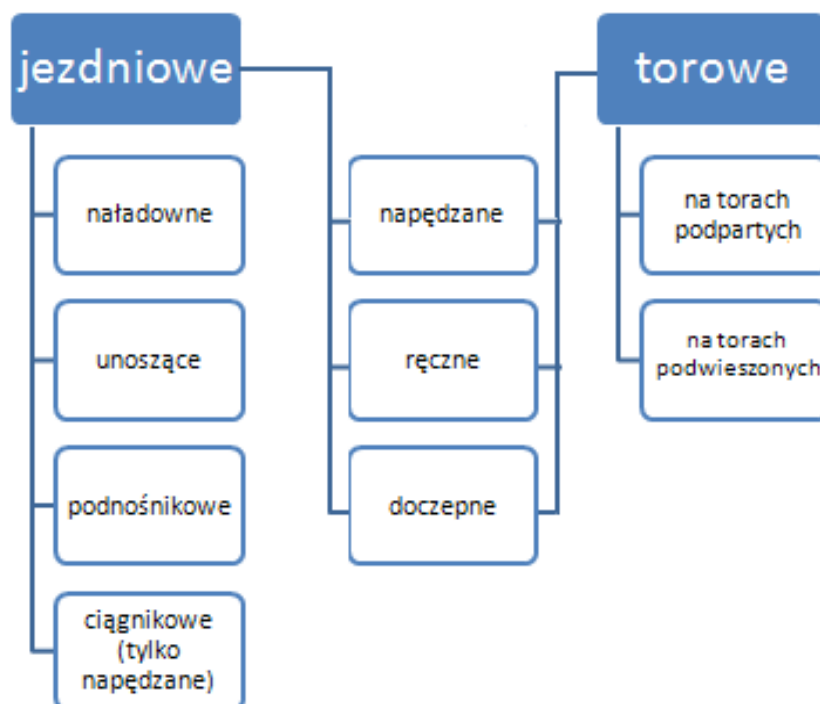 jezdniowe
naładowne
unoszące
podnośnikowe
ciągnikowe
(tylko
napędzane)
napędzane
ręczne
doczepne
torowe
na torach
podpartych
na torach
podwieszonych